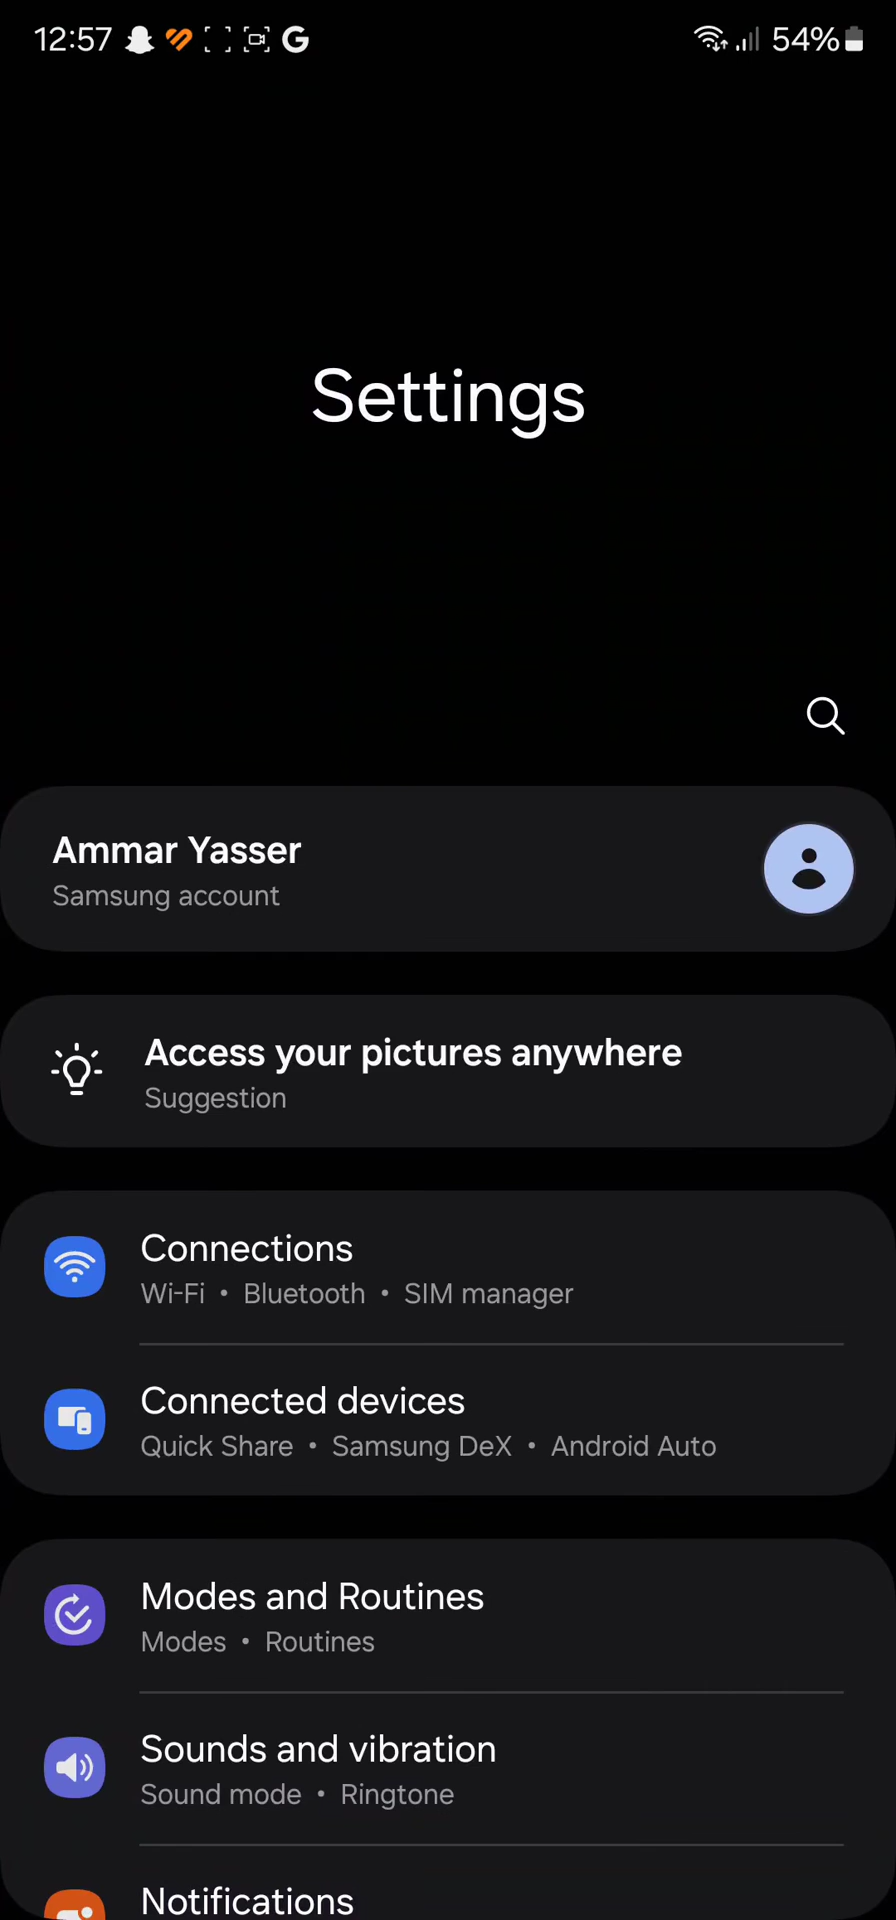 12:57 G 54%
Settings
Ammar Yasser
Samsung account
Access your pictures anywhere
Suggestion
Connections
Wi-Fi • Bluetooth • SIM manager
Connected devices
Quick Share • Samsung DeX • Android Auto
Modes and Routines
Modes • Routines
Sounds and vibration
Sound mode • Ringtone
Notifications